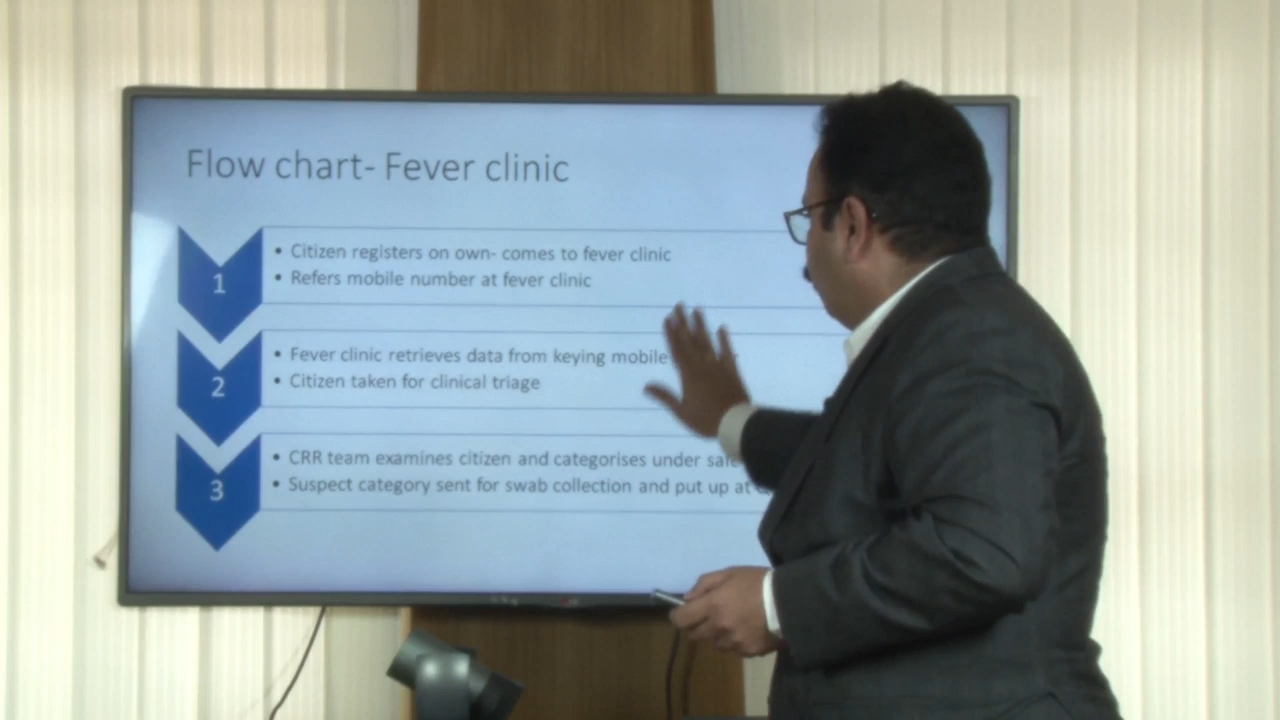 Flow chart- Fever clinic
1
• Citizen registers on own- comes to fever clinic
• Refers mobile number at fever clinic
2
• Fever clinic retrieves data from keying mobile
• Citizen taken for clinical triage
3
• CRR team examines citizen and categorises under
• Suspect category sent for swab collection and put up at